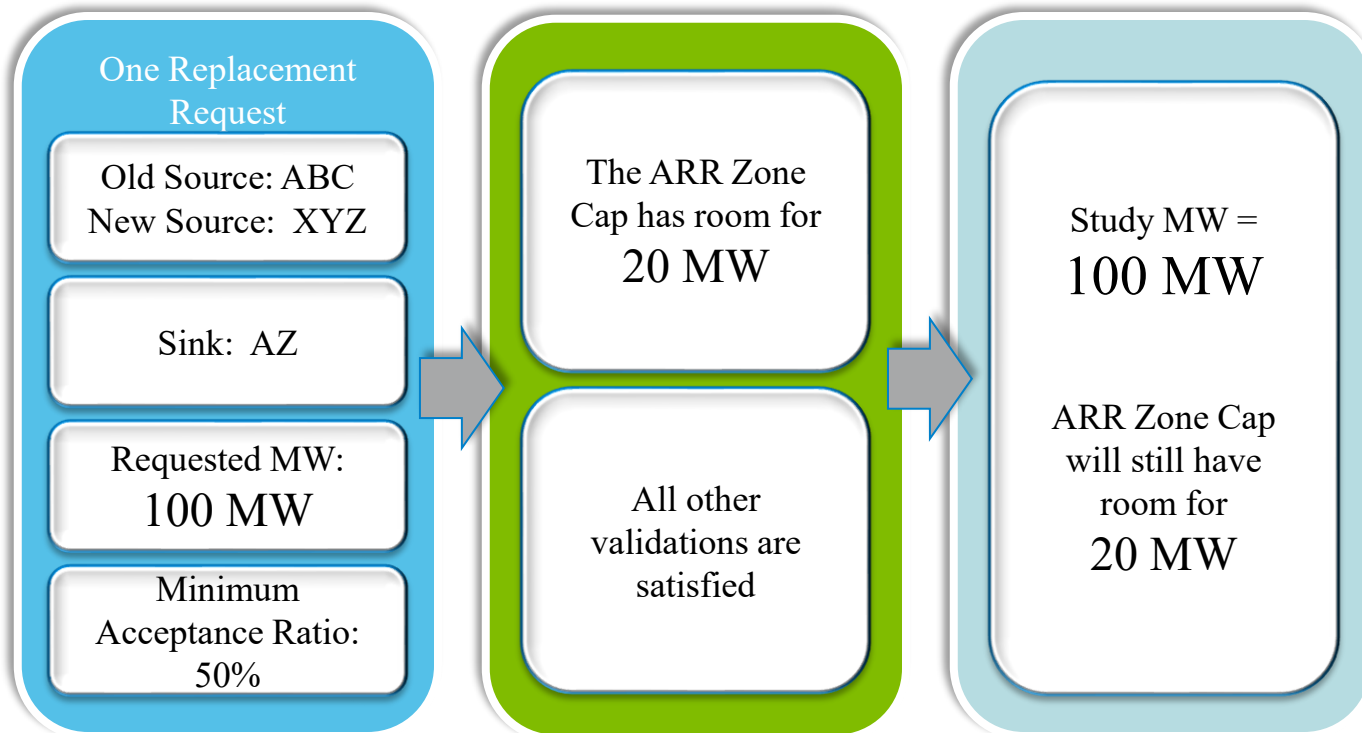 One Replacement
Request
Old Source: ABC
New Source:  XYZ
Sink:  AZ
Requested MW:
100 MW
Minimum
Acceptance Ratio:
50%
The ARR Zone
Cap has room for
20 MW
All other
validations are
satisfied
Study MW =
100 MW
ARR Zone Cap
will still have
room for
20 MW